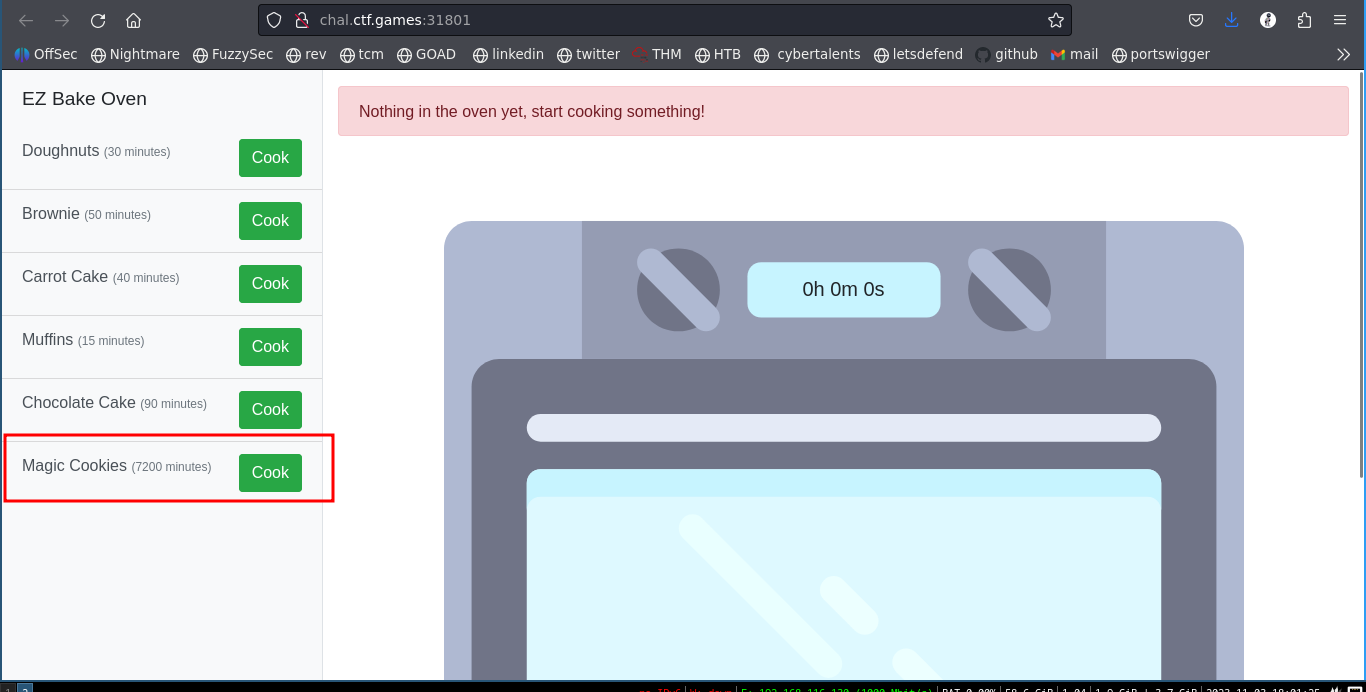 chal.ctf.games:31801
OffSec Nightmare FuzzySec rev tcm GOAD linkedin twitter THM HTB cybertalents letsdefend github mail portswigger
EZ Bake Oven
Nothing in the oven yet, start cooking something!
Doughnuts (30 minutes) Cook
Brownie (50 minutes) Cook
Carrot Cake (40 minutes) Cook
Muffins (15 minutes) Cook
Chocolate Cake (90 minutes) Cook
Magic Cookies (7200 minutes) Cook
0h 0m 0s